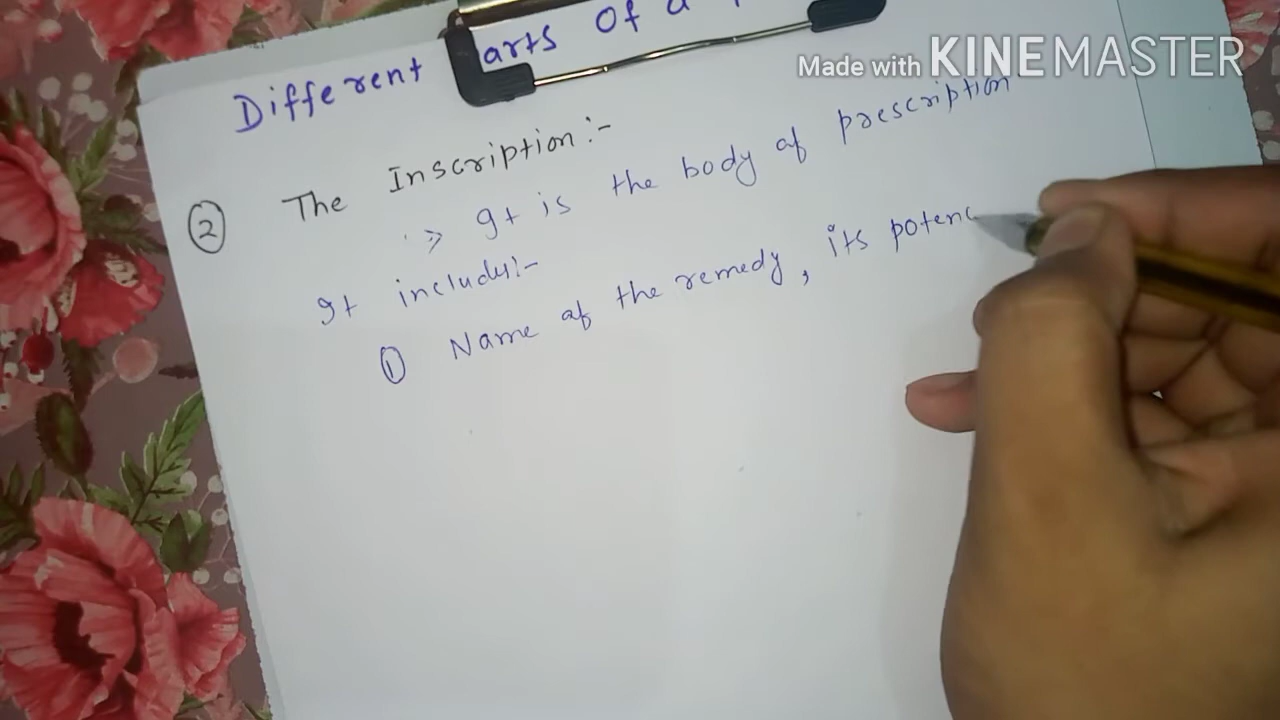 Made with KINEMASTER
Different arts of a
② The Inscription:-
⇒ It is the body of prescription
It includes:-
① Name of the remedy, its potenc